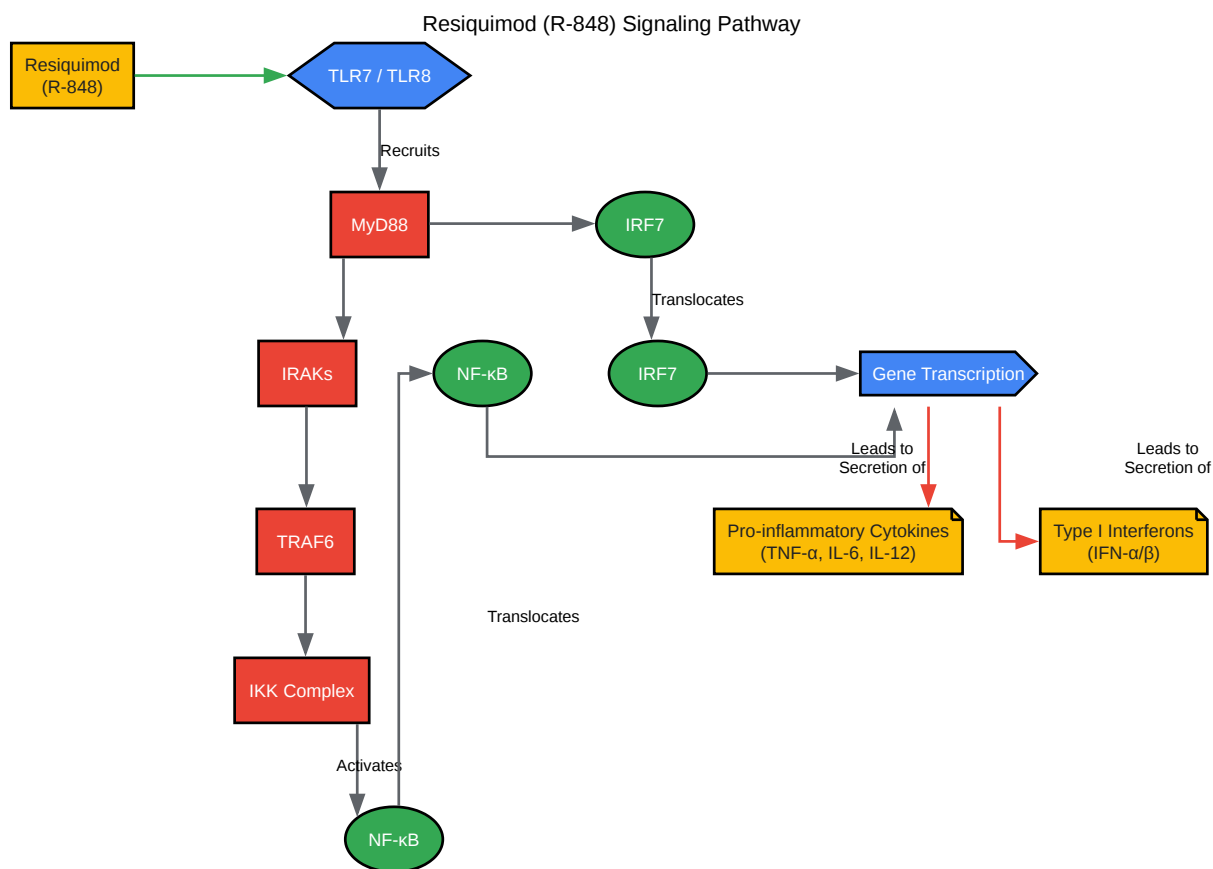 Resiquimod (R-848) Signaling Pathway
Resiquimod
(R-848)
TLR7 / TLR8
Recruits
MyD88
IRF7
Translocates
IRAKs
NF-κB
IRF7
Gene Transcription
Leads to
Secretion of
Leads to
Secretion of
Pro-inflammatory Cytokines
(TNF-α, IL-6, IL-12)
Type I Interferons
(IFN-α/β)
TRAF6
Translocates
IKK Complex
Activates
NF-κB